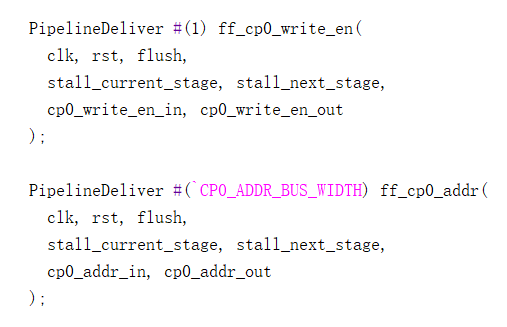 PipelineDeliver #(1) ff_cp0_write_en(
  clk, rst, flush,
  stall_current_stage, stall_next_stage,
  cp0_write_en_in, cp0_write_en_out
);

PipelineDeliver #(`CP0_ADDR_BUS_WIDTH) ff_cp0_addr(
  clk, rst, flush,
  stall_current_stage, stall_next_stage,
  cp0_addr_in, cp0_addr_out
);